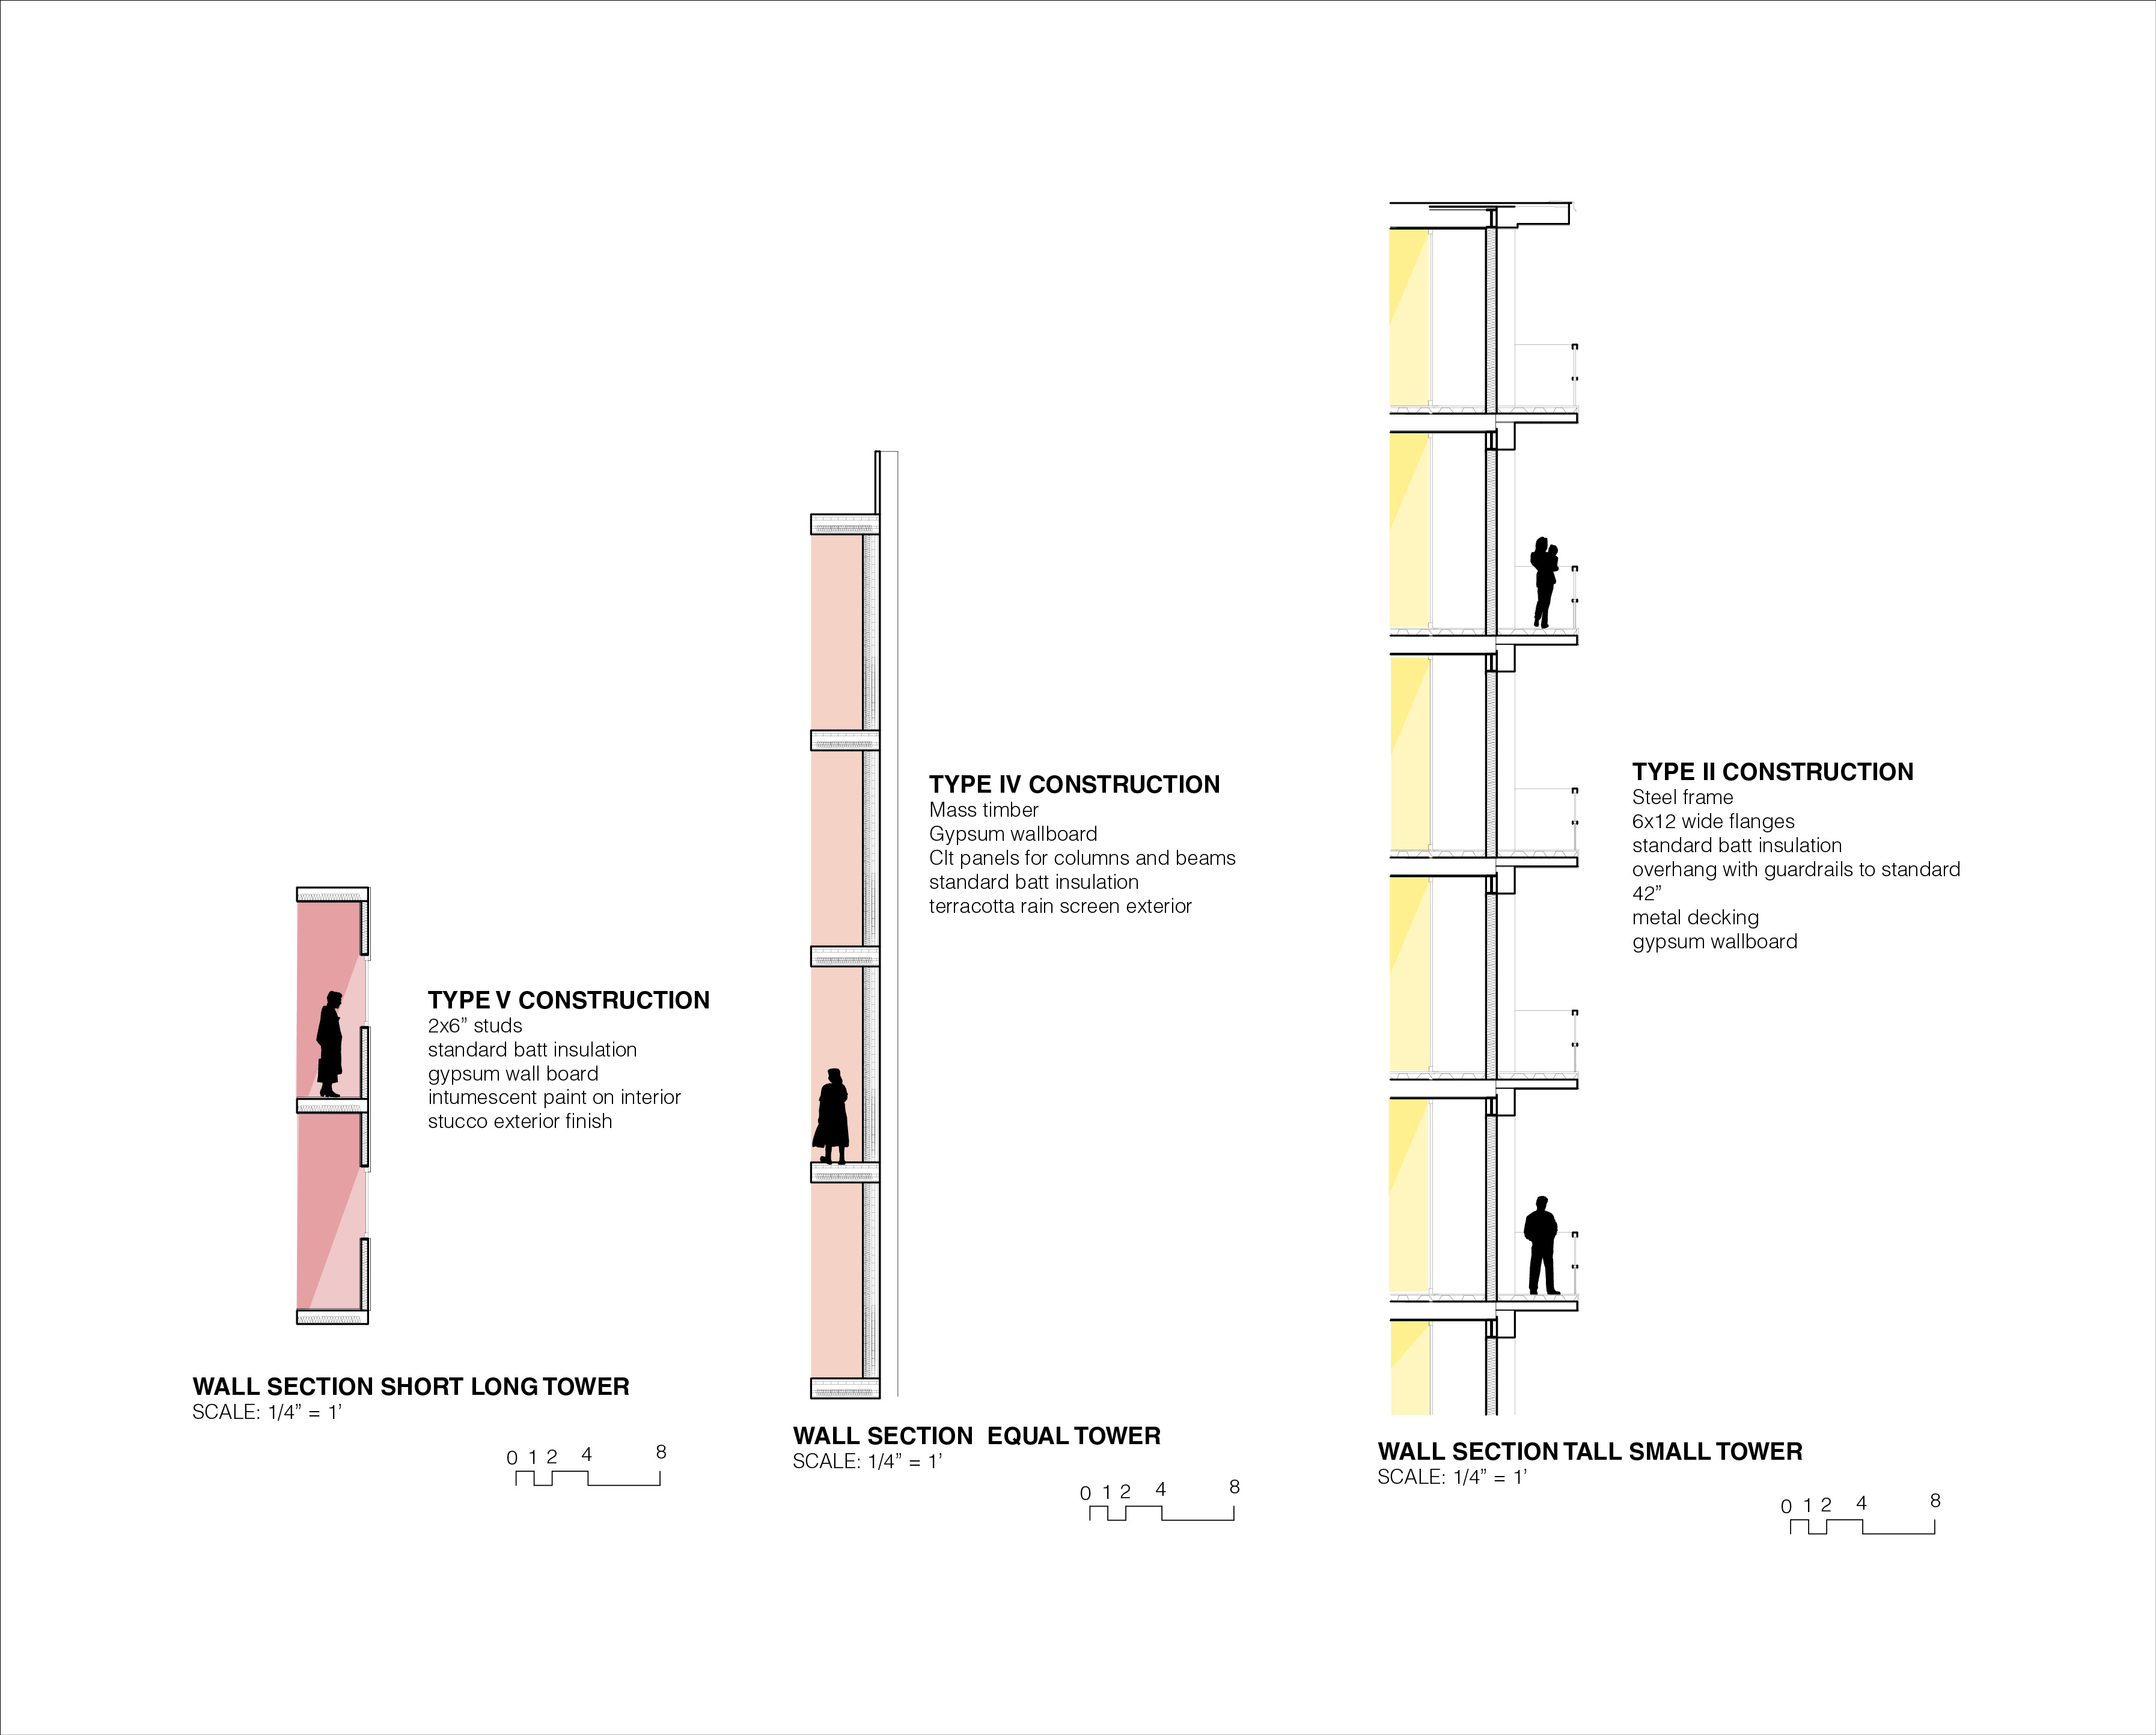 TYPE V CONSTRUCTION
2x6” studs
standard batt insulation
gypsum wall board
intumescent paint on interior
stucco exterior finish
WALL SECTION SHORT LONG TOWER
SCALE: 1/4” = 1’
0 1 2 4 8
TYPE IV CONSTRUCTION
Mass timber
Gypsum wallboard
Clt panels for columns and beams
standard batt insulation
terracotta rain screen exterior
WALL SECTION  EQUAL TOWER
SCALE: 1/4” = 1’
0 1 2 4 8
TYPE II CONSTRUCTION
Steel frame
6x12 wide flanges
standard batt insulation
overhang with guardrails to standard
42”
metal decking
gypsum wallboard
WALL SECTION TALL SMALL TOWER
SCALE: 1/4” = 1’
0 1 2 4 8